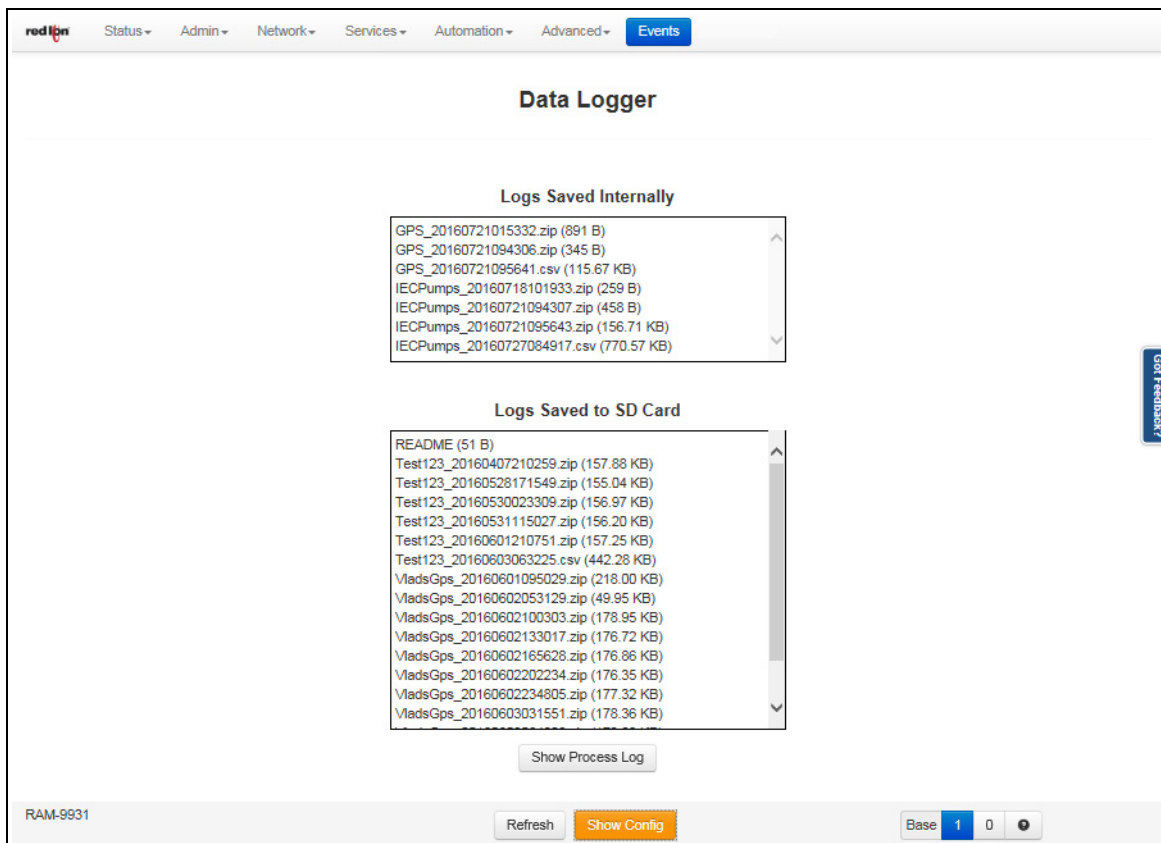 red lion Status Admin Network Services Automation Advanced Events
Data Logger
Logs Saved Internally
GPS_20160721015332.zip (891 B)
GPS_20160721094306.zip (345 B)
GPS_20160721095641.csv (115.67 KB)
IECPumps_20160718101933.zip (259 B)
IECPumps_20160721094307.zip (458 B)
IECPumps_20160721095643.zip (156.71 KB)
IECPumps_20160727084917.csv (770.57 KB)
Got Feedback?
Logs Saved to SD Card
README (51 B)
Test123_20160407210259.zip (157.88 KB)
Test123_20160528171549.zip (155.04 KB)
Test123_20160530023309.zip (156.97 KB)
Test123_20160531115027.zip (156.20 KB)
Test123_20160601210751.zip (157.25 KB)
Test123_20160603063225.csv (442.28 KB)
VladsGps_20160601095029.zip (218.00 KB)
VladsGps_20160602053129.zip (49.95 KB)
VladsGps_20160602100303.zip (178.95 KB)
VladsGps_20160602133017.zip (176.72 KB)
VladsGps_20160602165628.zip (176.86 KB)
VladsGps_20160602202234.zip (176.35 KB)
VladsGps_20160602234805.zip (177.32 KB)
VladsGps_20160603031551.zip (178.36 KB)
Show Process Log
RAM-9931 Refresh Show Config Base 1 0